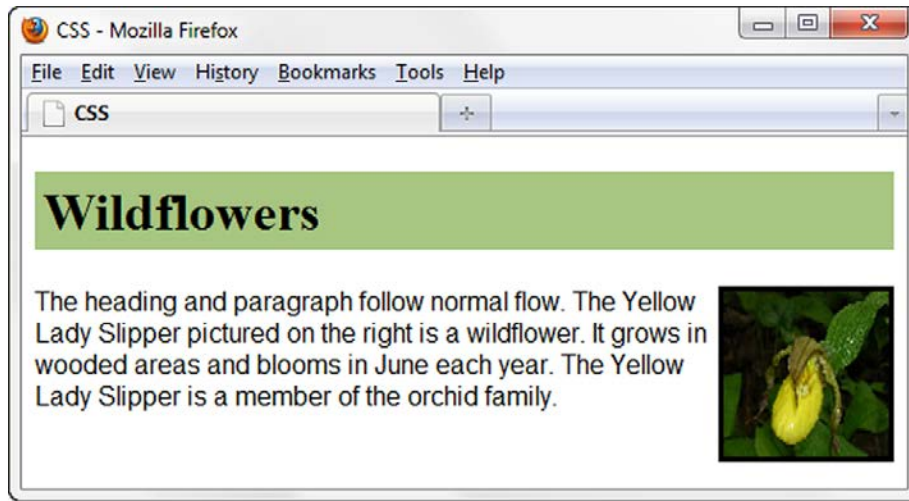 CSS - Mozilla Firefox
File Edit View History Bookmarks Tools Help
CSS
Wildflowers
The heading and paragraph follow normal flow. The Yellow
Lady Slipper pictured on the right is a wildflower. It grows in
wooded areas and blooms in June each year. The Yellow
Lady Slipper is a member of the orchid family.